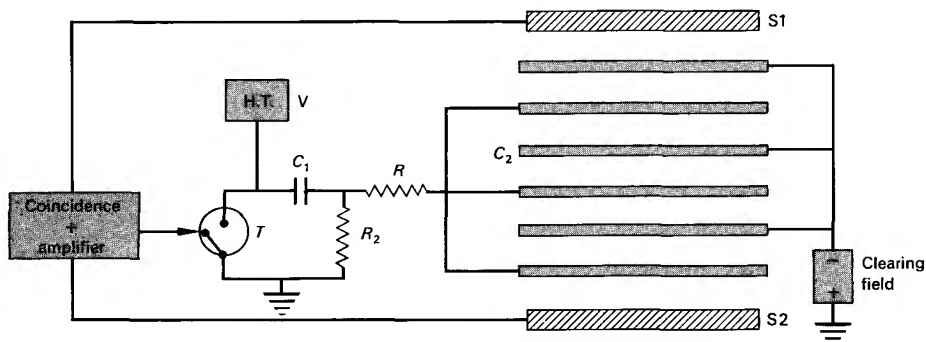 S1
H.T. V
C₁
R
C₂
Coincidence
+
amplifier
T
R₂
−
+
Clearing
field
S2